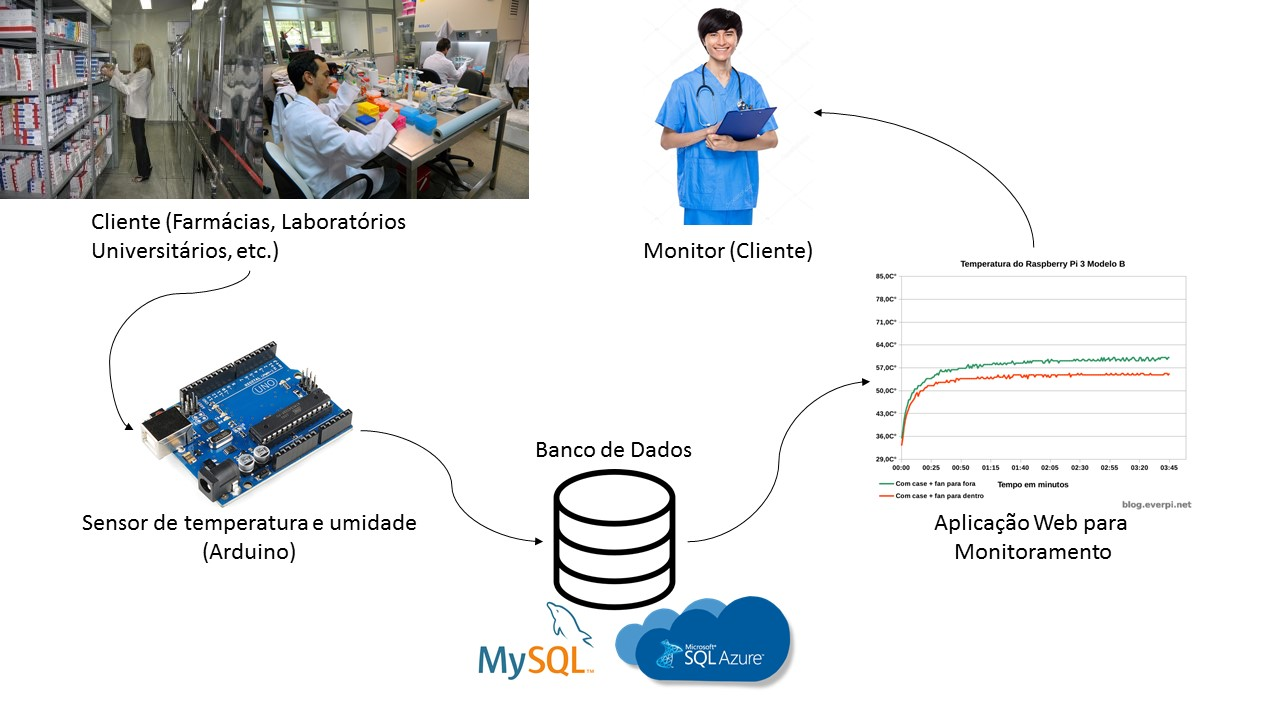 Cliente (Farmácias, Laboratórios
Universitários, etc.)
Monitor (Cliente)
Temperatura do Raspberry Pi 3 Modelo B
85,0C°
78,0C°
71,0C°
64,0C°
57,0C°
50,0C°
43,0C°
36,0C°
29,0C°
00:00 00:25 00:50 01:15 01:40 02:05 02:30 02:55 03:20 03:45
Com case + fan para fora
Tempo em minutos
Com case + fan para dentro
blog.everpi.net
Aplicação Web para
Monitoramento
UNO
Sensor de temperatura e umidade
(Arduino)
Banco de Dados
MySQL™
Microsoft®
SQL Azure™